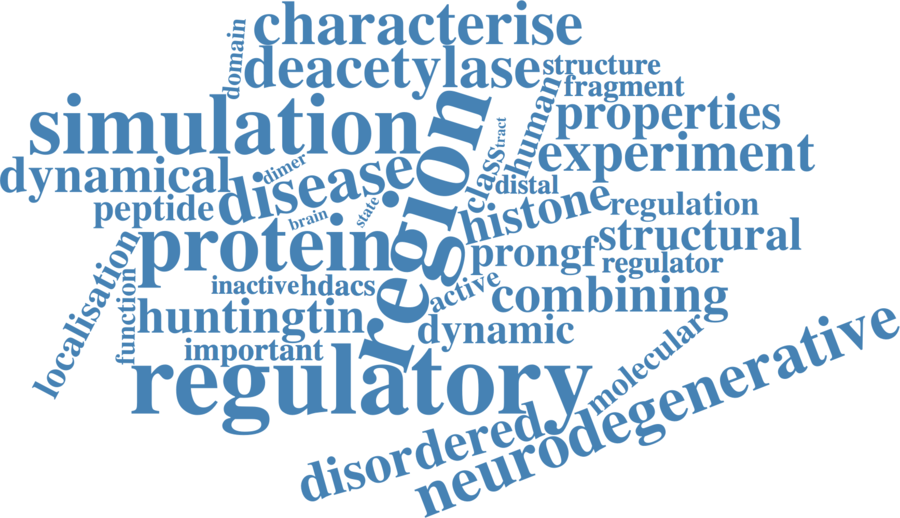 characterise
domain
deacetylase
structure
fragment
human
properties
simulation
region
tract
experiment
dynamical
dimer
disease
class
distal
peptide
state
brain
histone
regulation
protein
prongf
structural
regulator
localisation
function
inactive
hdacs
active
combining
huntingtin
dynamic
important
regulatory
molecular
neurodegenerative
disordered